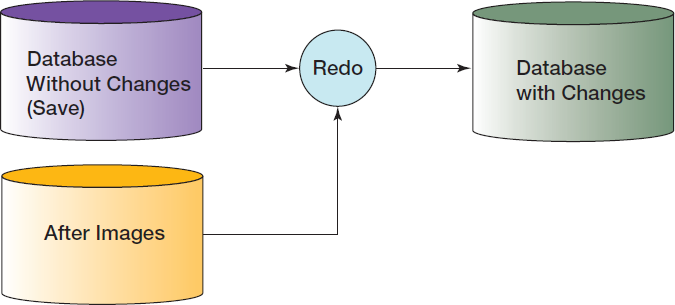 Database
Without Changes
(Save)
Redo
Database
with Changes
After Images